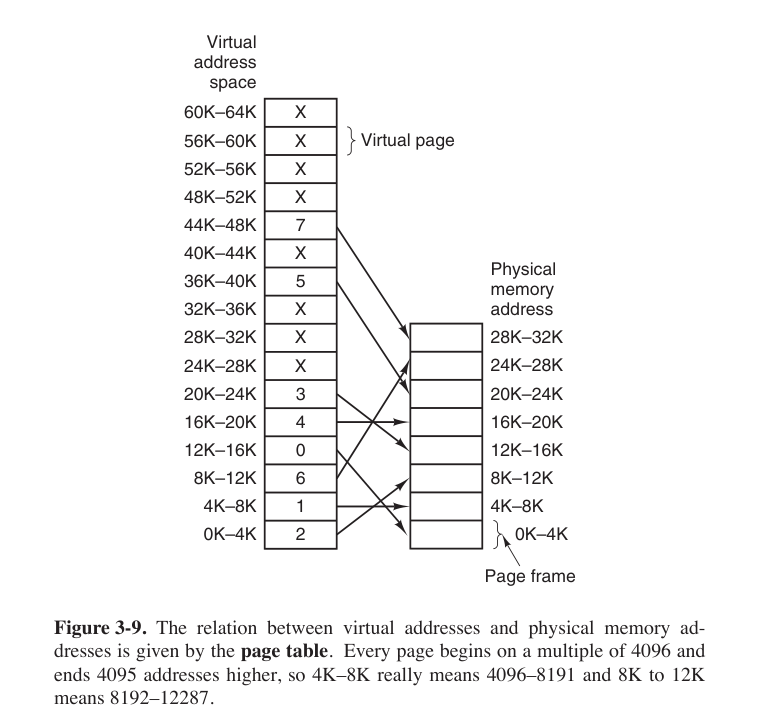 Virtual
address
space
60K–64K X
56K–60K X Virtual page
52K–56K X
48K–52K X
44K–48K 7
40K–44K X
36K–40K 5
32K–36K X
28K–32K X
24K–28K X
20K–24K 3
16K–20K 4
12K–16K 0
8K–12K 6
4K–8K 1
0K–4K 2
Physical
memory
address
28K–32K
24K–28K
20K–24K
16K–20K
12K–16K
8K–12K
4K–8K
0K–4K
Page frame
Figure 3-9. The relation between virtual addresses and physical memory ad-
dresses is given by the page table. Every page begins on a multiple of 4096 and
ends 4095 addresses higher, so 4K–8K really means 4096–8191 and 8K to 12K
means 8192–12287.